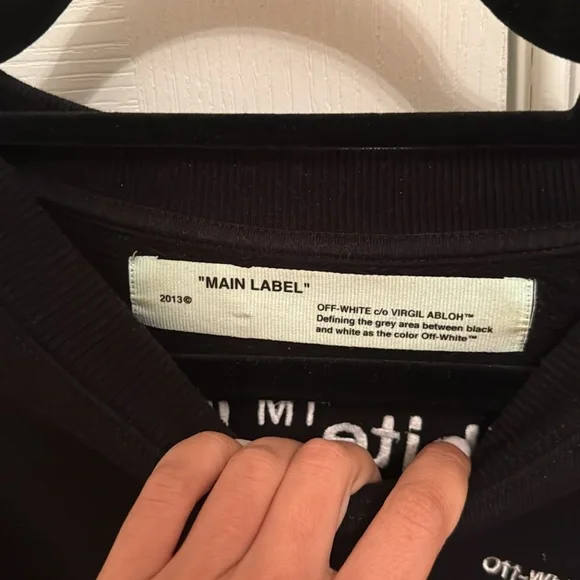 "MAIN LABEL"
2013©
OFF-WHITE c/o VIRGIL ABLOH™
Defining the grey area between black
and white as the color Off-White™